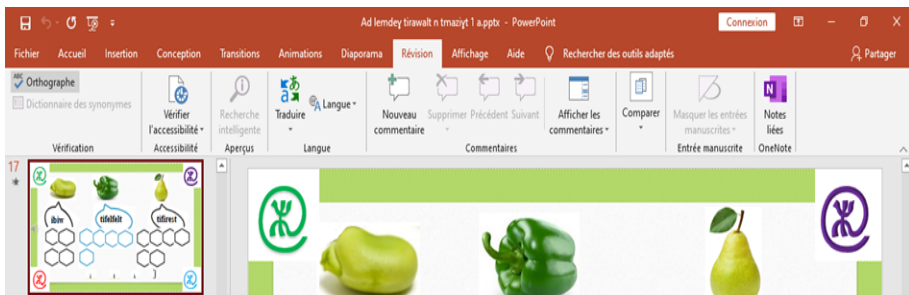 Ad lemdey tirawalt n tmaziyt 1 a.pptx - PowerPoint
Connexion
Fichier Accueil Insertion Conception Transitions Animations Diaporama Révision Affichage Aide Rechercher des outils adaptés Partager
ABC Orthographe
Dictionnaire des synonymes
Vérification
Vérifier
l'accessibilité
Accessibilité
Recherche
intelligente
Aperçus
Traduire
Langue
Langue
Nouveau
commentaire
Supprimer Précédent Suivant
Afficher les
commentaires
Commentaires
Comparer
Masquer les entrées
manuscrites
Entrée manuscrite
Notes
liées
OneNote
17
ibiw tifelfelt tifirest